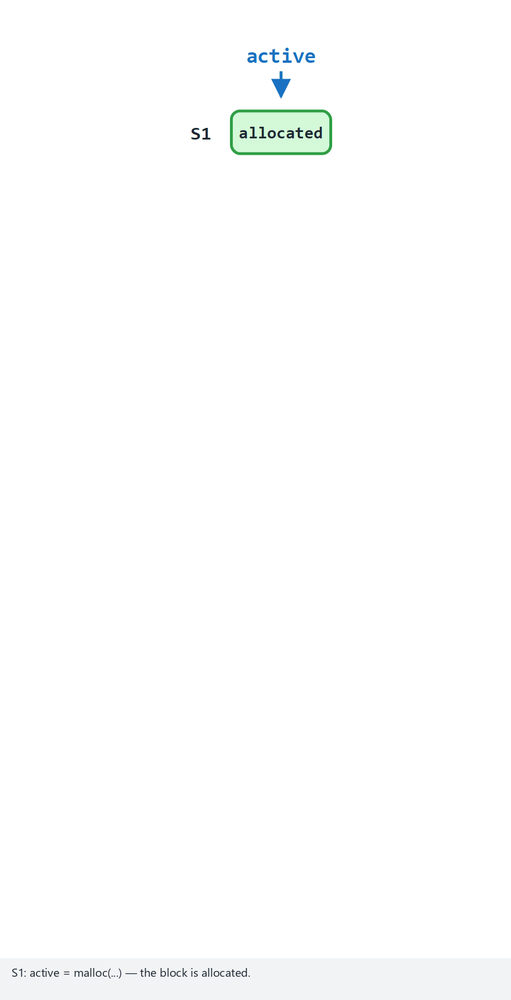 active
S1 allocated
S1: active = malloc(...) — the block is allocated.